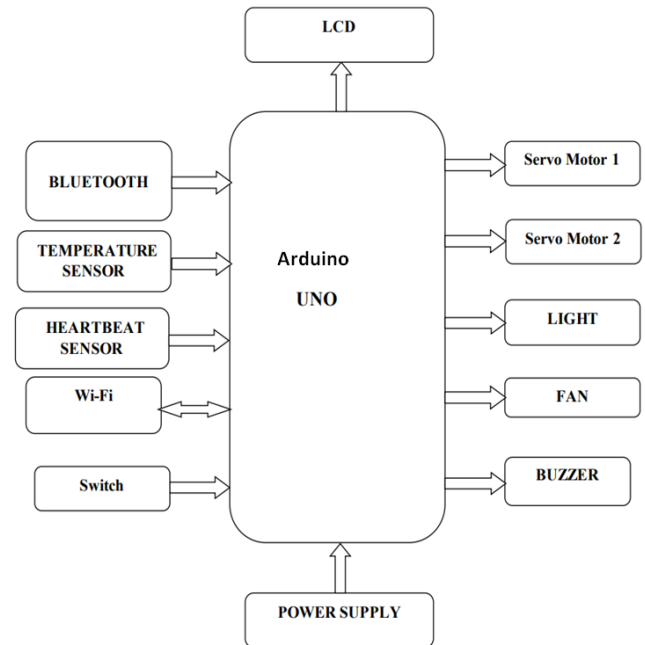 LCD
BLUETOOTH
TEMPERATURE
SENSOR
HEARTBEAT
SENSOR
Wi-Fi
Switch
Arduino
UNO
Servo Motor 1
Servo Motor 2
LIGHT
FAN
BUZZER
POWER SUPPLY